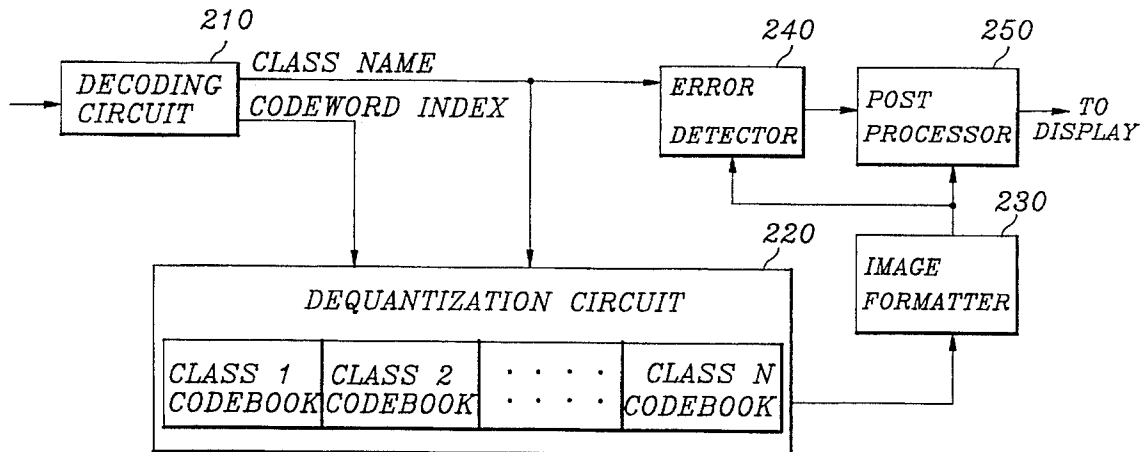 210
240
250
CLASS NAME
DECODING
CIRCUIT
CODEWORD INDEX
ERROR
DETECTOR
POST
PROCESSOR
TO
DISPLAY
230
220
IMAGE
FORMATTER
DEQUANTIZATION CIRCUIT
CLASS 1
CODEBOOK
CLASS 2
CODEBOOK
. . . .
. . . .
CLASS N
CODEBOOK